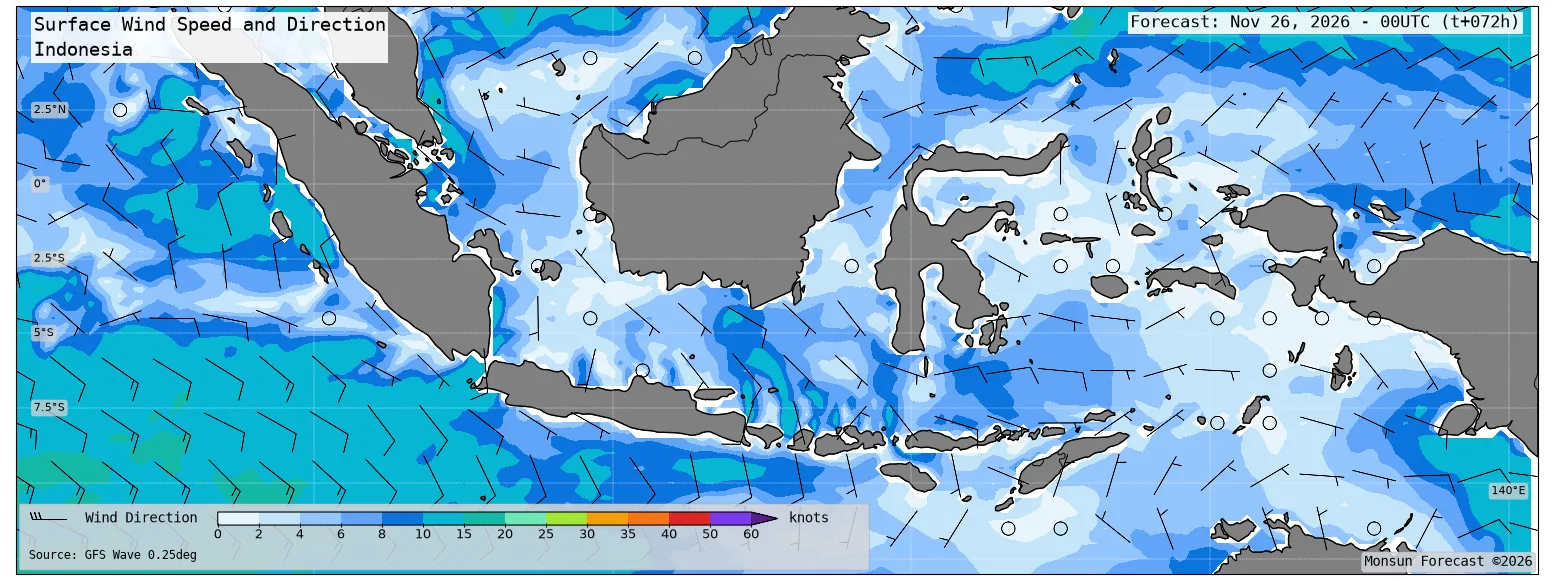 Surface Wind Speed and Direction
Indonesia
Forecast: Nov 26, 2026 - 00UTC (t+072h)
2.5°N
0°
2.5°S
5°S
7.5°S
140°E
Wind Direction
0 2 4 6 8 10 15 20 25 30 35 40 50 60
knots
Source: GFS Wave 0.25deg
Monsun Forecast ©2026